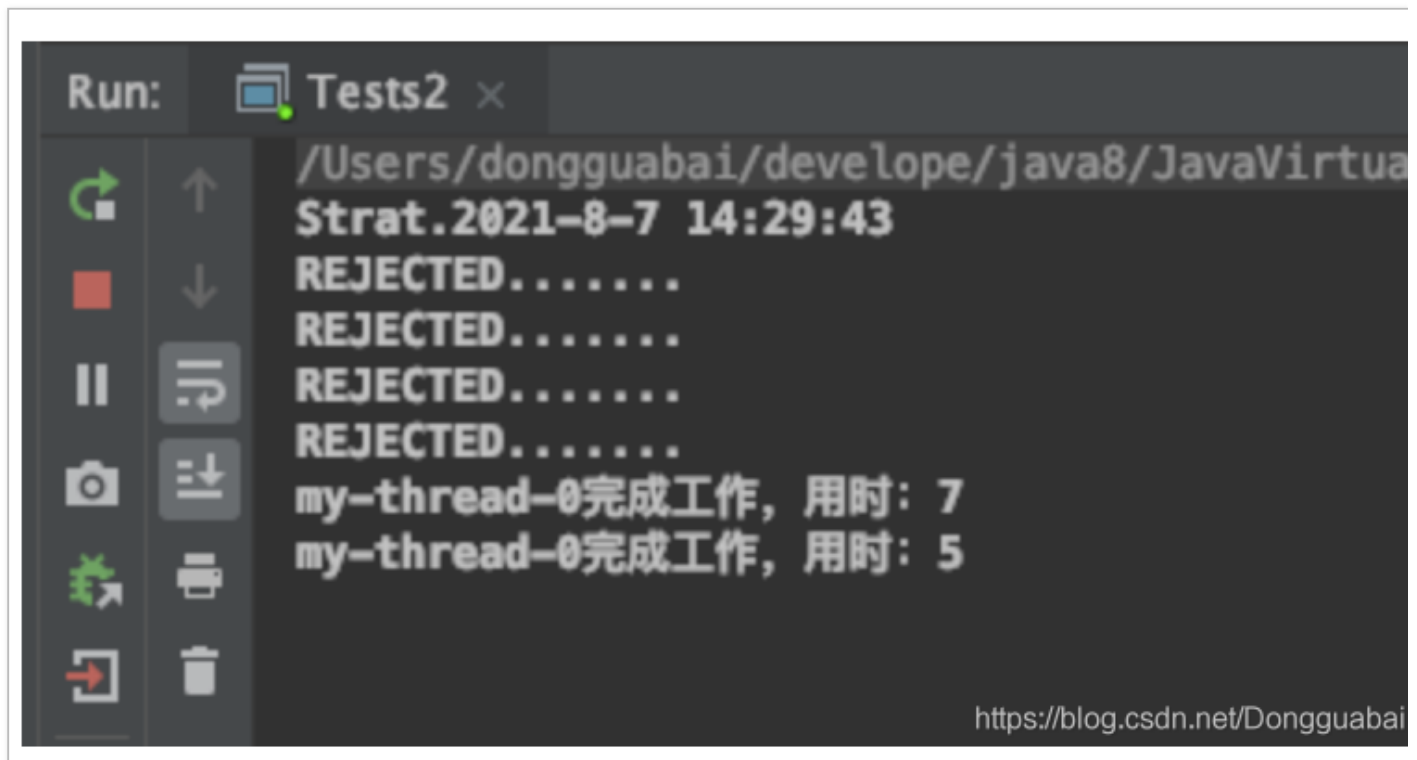 Run: Tests2
/Users/dongguabai/develope/java8/JavaVirtua
Strat.2021-8-7 14:29:43
REJECTED.......
REJECTED.......
REJECTED.......
REJECTED.......
my-thread-0完成工作，用时：7
my-thread-0完成工作，用时：5
https://blog.csdn.net/Dongguabai